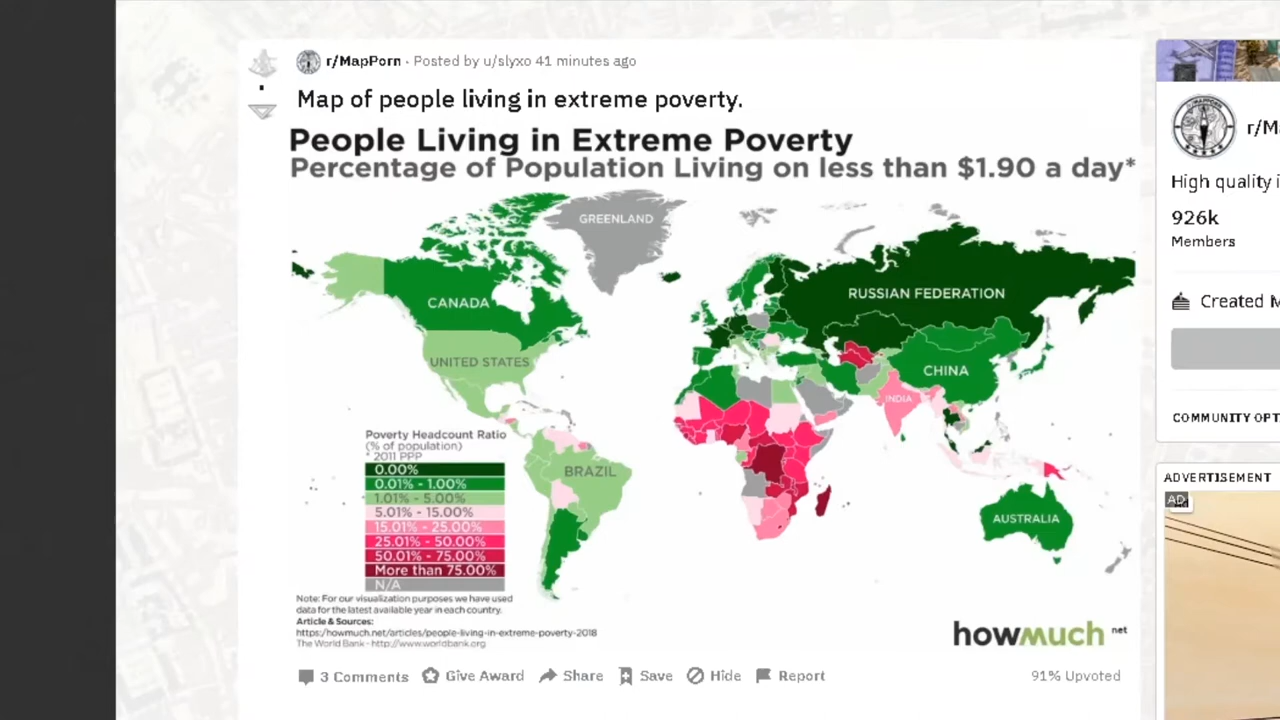 r/MapPorn · Posted by u/slyxo 41 minutes ago
Map of people living in extreme poverty.
People Living in Extreme Poverty
Percentage of Population Living on less than $1.90 a day*
GREENLAND
CANADA
RUSSIAN FEDERATION
UNITED STATES
CHINA
INDIA
BRAZIL
AUSTRALIA
Poverty Headcount Ratio
(% of population)
* 2011 PPP
0.00%
0.01% - 1.00%
1.01% - 5.00%
5.01% - 15.00%
15.01% - 25.00%
25.01% - 50.00%
50.01% - 75.00%
More than 75.00%
N/A
Note: For our visualization purposes we have used
data for the latest available year in each country.
Article & Sources:
https:/howmuch.net/articles/people-living-in-extreme-poverty-2018
The World Bank - http://www.worldbank.org
howmuch net
3 Comments Give Award Share Save Hide Report 91% Upvoted
r/M
High quality i
926k
Members
Created M
COMMUNITY OPT
ADVERTISEMENT
AD